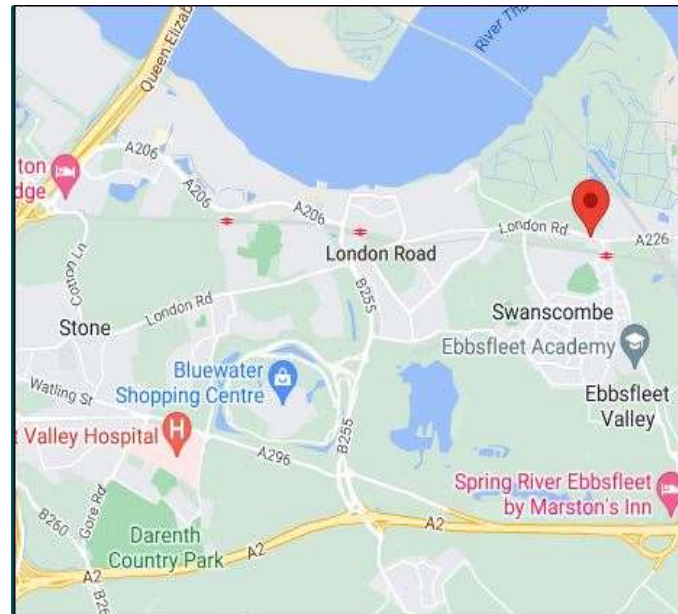 Queen Elizab
River Tha
A206
A206
A206
ton
dge
London Rd
A226
London Road
Cotton Ln
B255
London Rd
Stone
Swanscombe
Ebbsfleet Academy
Bluewater
Shopping Centre
Ebbsfleet
Valley
Watling St
t Valley Hospital
B255
A296
Spring River Ebbsfleet
by Marston's Inn
Gore Rd
B260
Darenth
Country Park
A2
A2
A2
B26